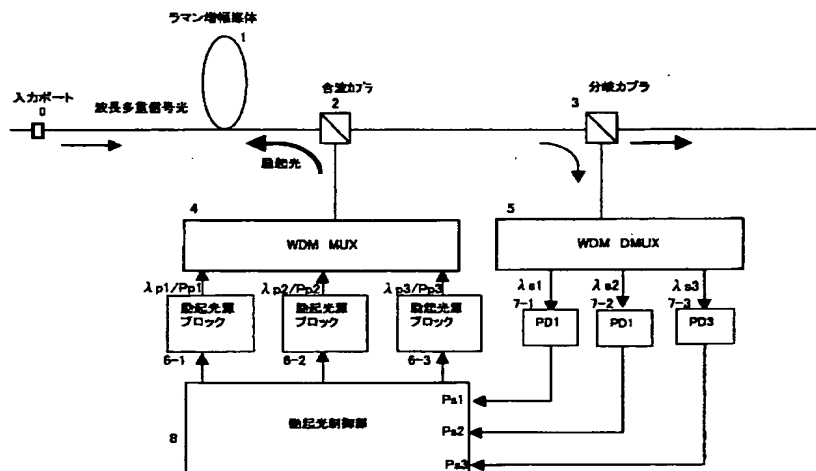 ラマン増幅媒体
1
入力ポート
0
波長多重信号光
合波カプラ
2
分岐カプラ
3
励起光
4
WDM MUX
5
WDM DMUX
λp1/Pp1
λp2/Pp2
λp3/Pp3
λs1
λs2
λs3
7-1
7-2
7-3
励起光源
ブロック
励起光源
ブロック
励起光源
ブロック
PD1
PD1
PD3
6-1
6-2
6-3
8
励起光制御部
Ps1
Ps2
Ps3